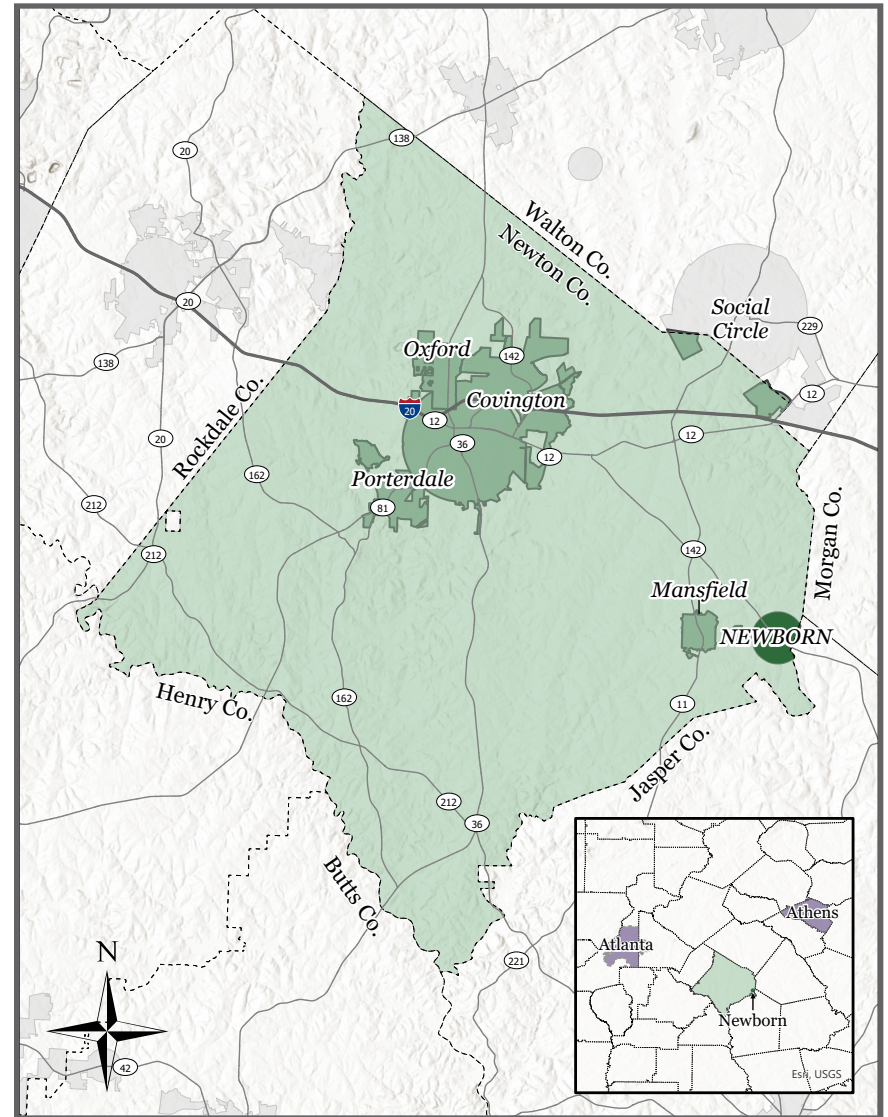 138
20
Walton Co.
Newton Co.
Social
Circle
229
20
Oxford
142
138
12
Covington
20
12
36
12
12
20
Rockdale Co.
162
Porterdale
81
212
212
142
Morgan Co.
Mansfield
NEWBORN
Henry Co.
162
11
Jasper Co.
212
36
Butts Co.
221
N
42
Athens
Atlanta
Newborn
Esri, USGS